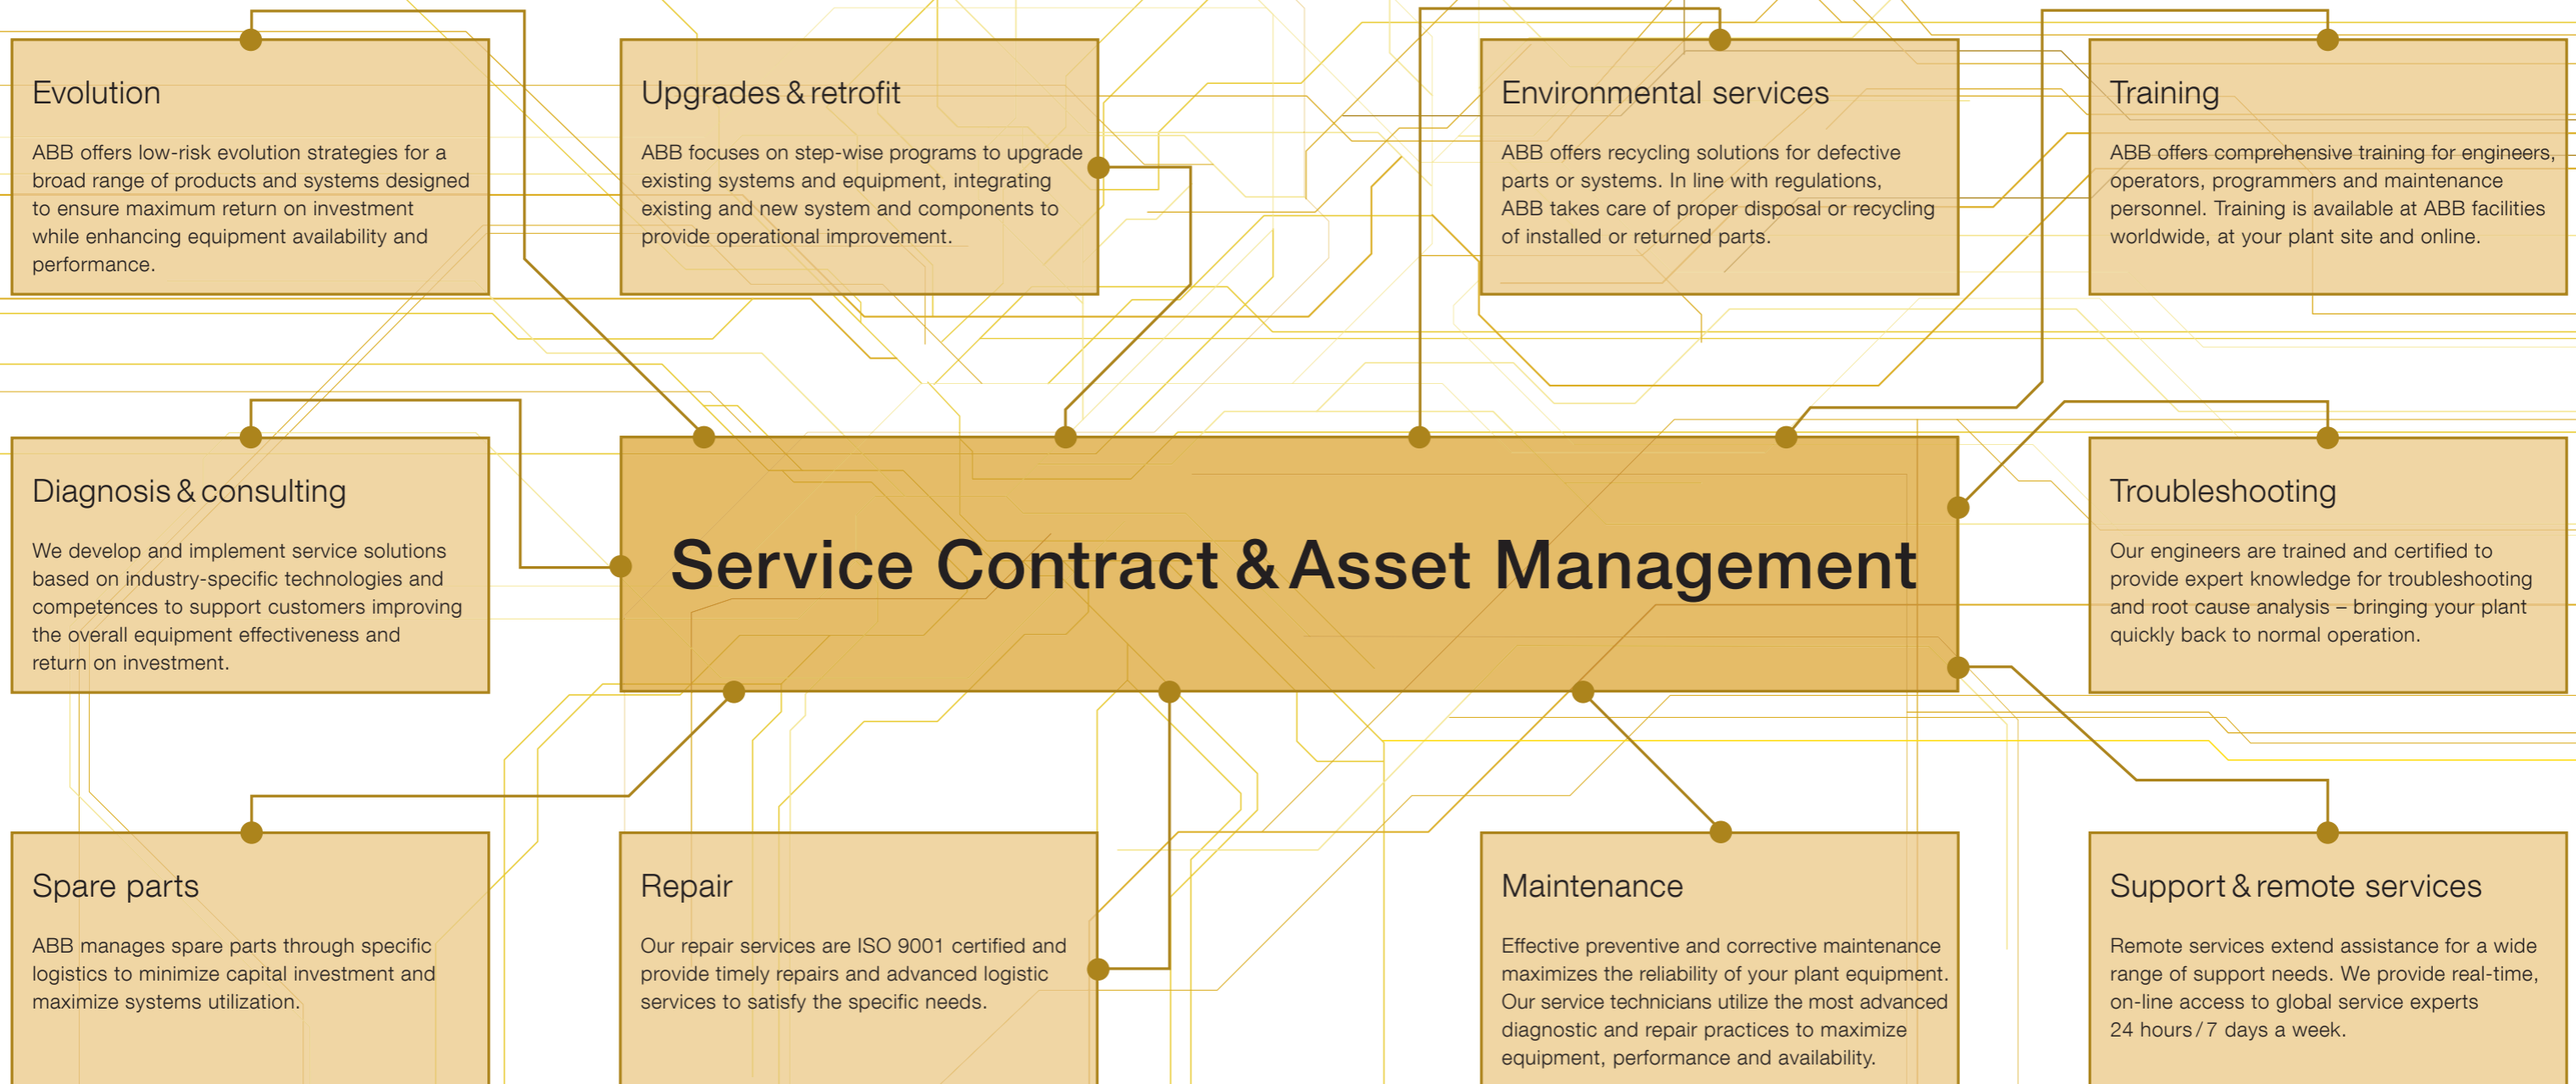 Evolution
ABB offers low-risk evolution strategies for a
broad range of products and systems designed
to ensure maximum return on investment
while enhancing equipment availability and
performance.
Upgrades & retrofit
ABB focuses on step-wise programs to upgrade
existing systems and equipment, integrating
existing and new system and components to
provide operational improvement.
Environmental services
ABB offers recycling solutions for defective
parts or systems. In line with regulations,
ABB takes care of proper disposal or recycling
of installed or returned parts.
Training
ABB offers comprehensive training for engineers,
operators, programmers and maintenance
personnel. Training is available at ABB facilities
worldwide, at your plant site and online.
Diagnosis & consulting
We develop and implement service solutions
based on industry-specific technologies and
competences to support customers improving
the overall equipment effectiveness and
return on investment.
Service Contract & Asset Management
Troubleshooting
Our engineers are trained and certified to
provide expert knowledge for troubleshooting
and root cause analysis – bringing your plant
quickly back to normal operation.
Spare parts
ABB manages spare parts through specific
logistics to minimize capital investment and
maximize systems utilization.
Repair
Our repair services are ISO 9001 certified and
provide timely repairs and advanced logistic
services to satisfy the specific needs.
Maintenance
Effective preventive and corrective maintenance
maximizes the reliability of your plant equipment.
Our service technicians utilize the most advanced
diagnostic and repair practices to maximize
equipment, performance and availability.
Support & remote services
Remote services extend assistance for a wide
range of support needs. We provide real-time,
on-line access to global service experts
24 hours / 7 days a week.